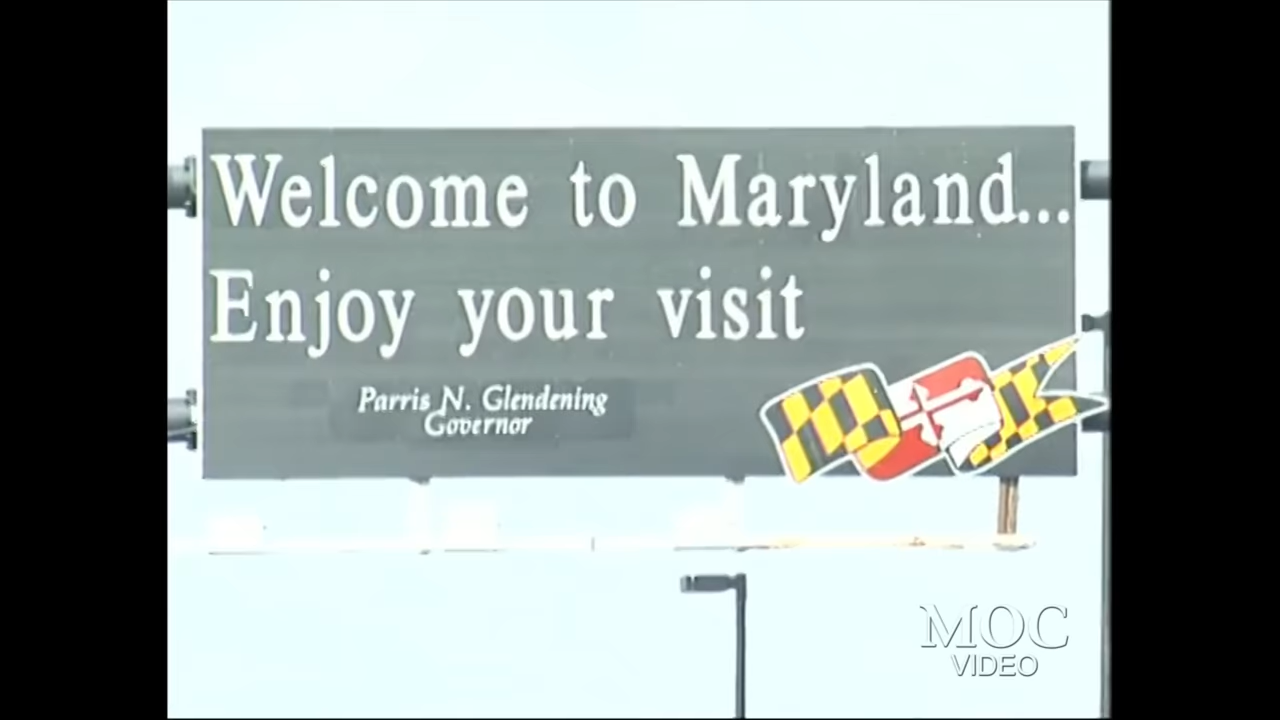 Welcome to Maryland...
Enjoy your visit
Parris N. Glendening
Governor
MOC
VIDEO